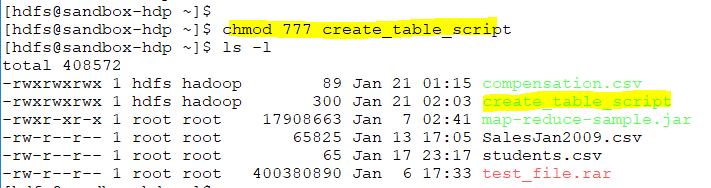 [hdfs@sandbox-hdp ~]$
[hdfs@sandbox-hdp ~]$ chmod 777 create_table_script
[hdfs@sandbox-hdp ~]$ ls -l
total 408572
-rwxrwxrwx 1 hdfs hadoop        89 Jan 21 01:15 compensation.csv
-rwxrwxrwx 1 hdfs hadoop       300 Jan 21 02:03 create_table_script
-rwxr-xr-x 1 root root    17908663 Jan  7 02:41 map-reduce-sample.jar
-rw-r--r-- 1 root root       65825 Jan 13 17:05 SalesJan2009.csv
-rw-r--r-- 1 root root          65 Jan 17 23:17 students.csv
-rw-r--r-- 1 root root   400380890 Jan  6 17:33 test_file.rar